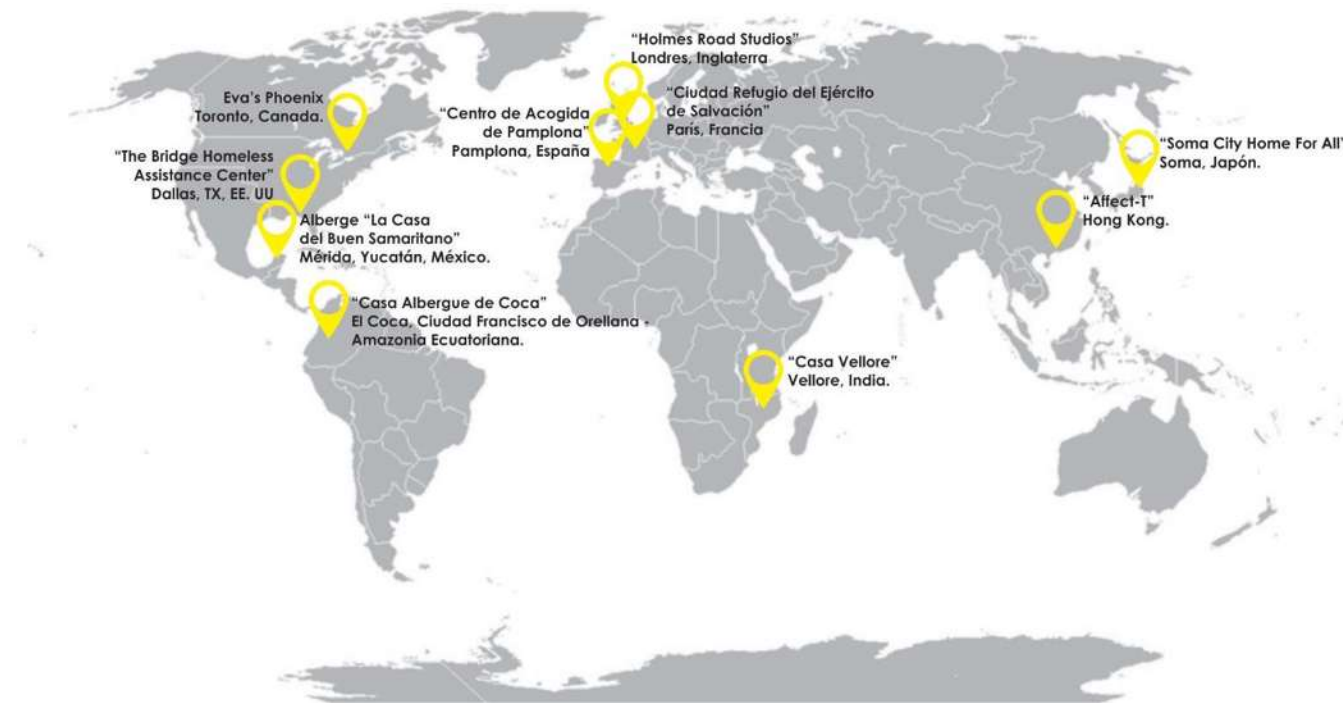 “Holmes Road Studios”
Londres, Inglaterra
Eva’s Phoenix
Toronto, Canada.
“Ciudad Refugio del Ejército
de Salvación”
París, Francia
“Centro de Acogida
de Pamplona”
Pamplona, España
“The Bridge Homeless
Assistance Center”
Dallas, TX, EE. UU
“Soma City Home For All”
Soma, Japón.
“Affect-T”
Hong Kong.
Alberge “La Casa
del Buen Samaritano”
Mérida, Yucatán, México.
“Casa Albergue de Coca”
El Coca, Ciudad Francisco de Orellana -
Amazonia Ecuatoriana.
“Casa Vellore”
Vellore, India.